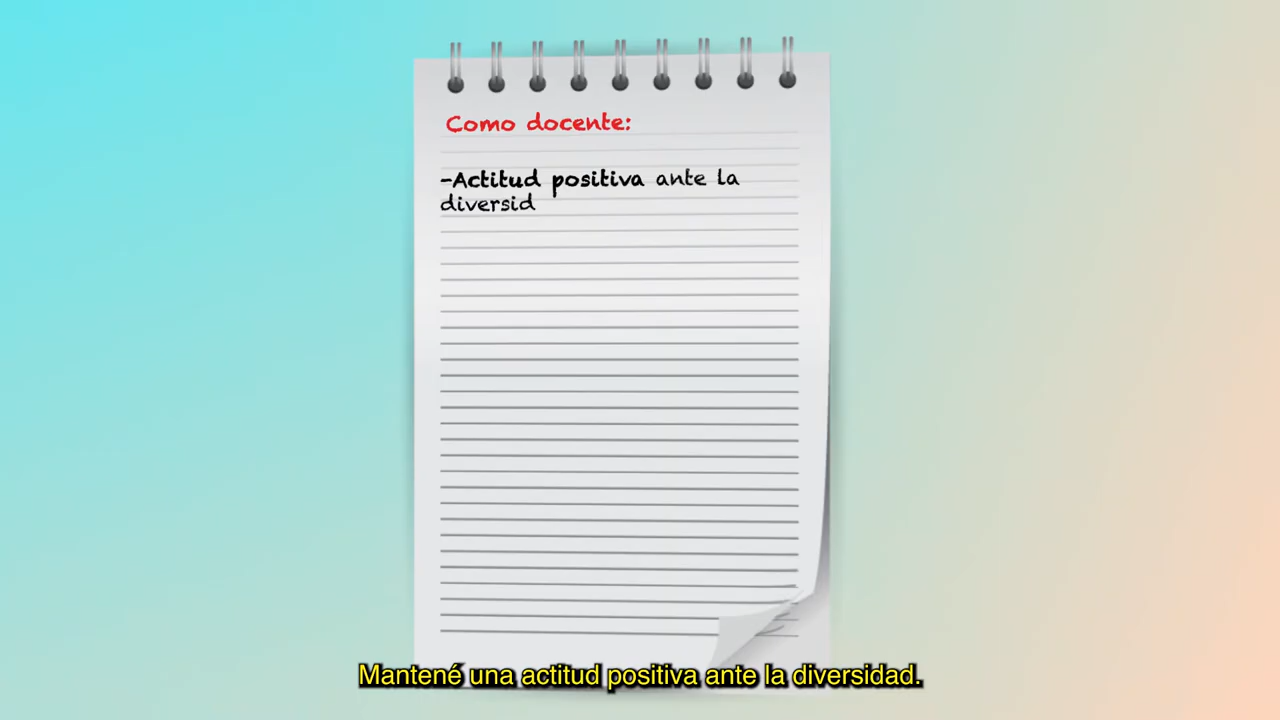 Como docente:
-Actitud positiva ante la
diversid
Mantené una actitud positiva ante la diversidad.